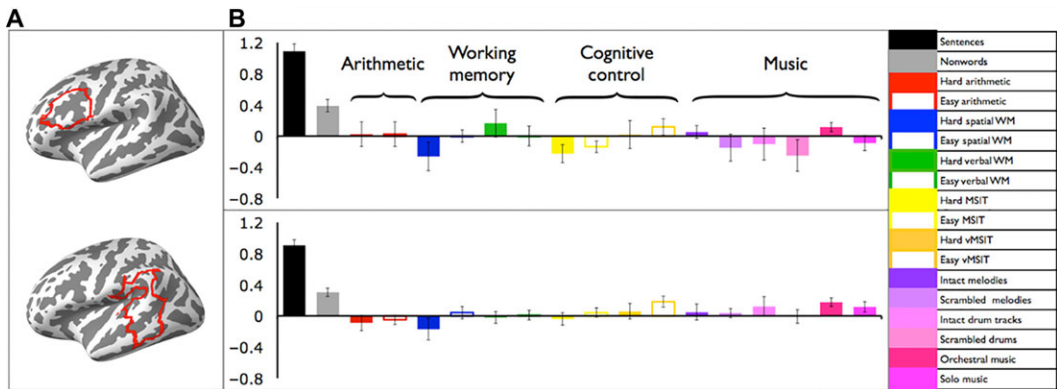 A
B
1.2
0.8
0.4
0
−0.4
−0.8
Arithmetic
Working
memory
Cognitive
control
Music
1.2
0.8
0.4
0
−0.4
−0.8
Sentences
Nonwords
Hard arithmetic
Easy arithmetic
Hard spatial WM
Easy spatial WM
Hard verbal WM
Easy verbal WM
Hard MSIT
Easy MSIT
Hard vMSIT
Easy vMSIT
Intact melodies
Scrambled melodies
Intact drum tracks
Scrambled drums
Orchestral music
Solo music